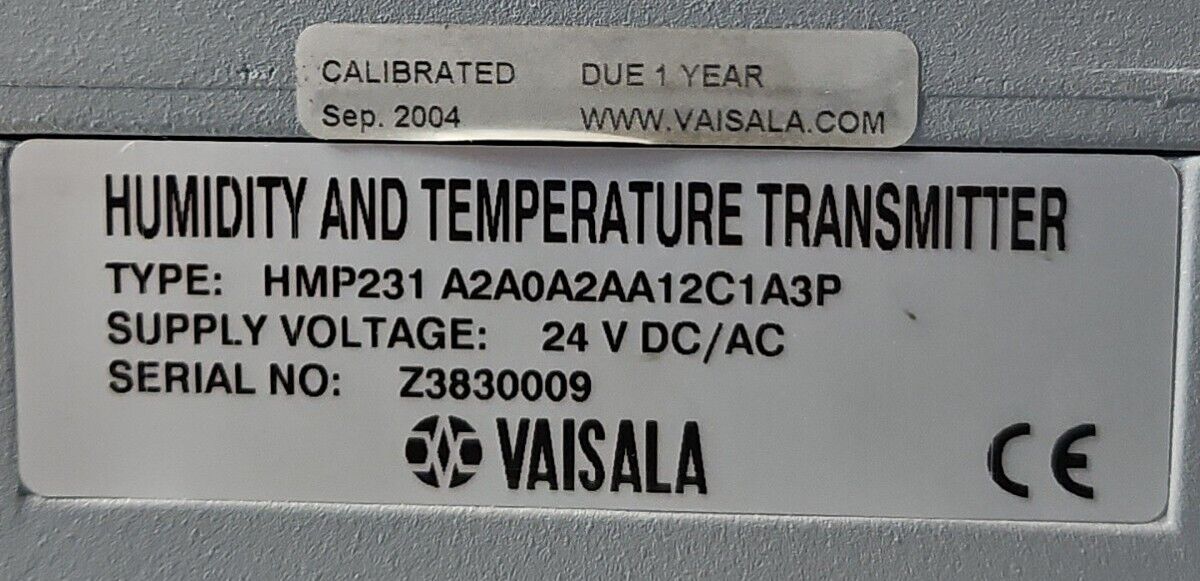 CALIBRATED DUE 1 YEAR
Sep. 2004 WWW.VAISALA.COM
HUMIDITY AND TEMPERATURE TRANSMITTER
TYPE: HMP231 A2A0A2AA12C1A3P
SUPPLY VOLTAGE: 24 V DC/AC
SERIAL NO: Z3830009
VAISALA CE